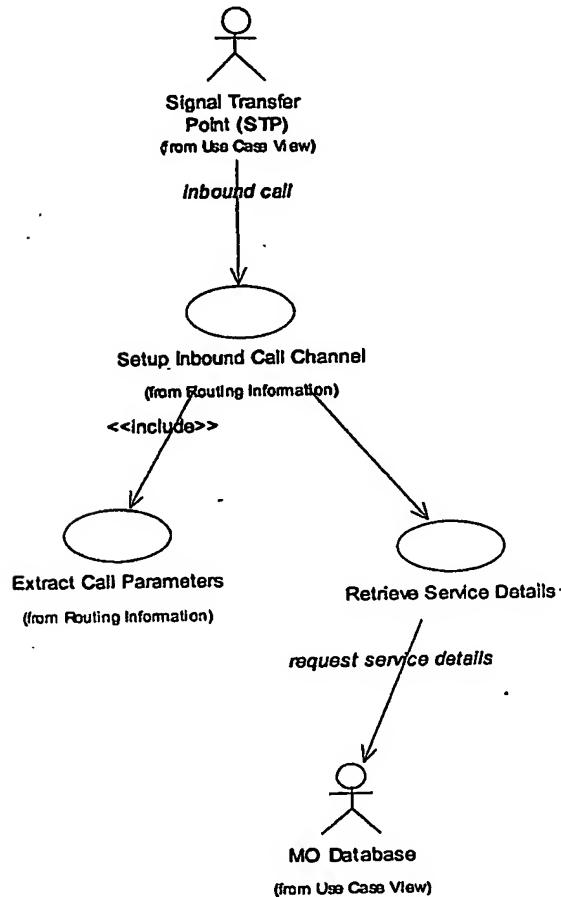 Signal Transfer
Point (STP)
(from Use Case View)
inbound call
Setup Inbound Call Channel
(from Routing Information)
<<include>>
Extract Call Parameters
(from Routing Information)
Retrieve Service Details
request service details
MO Database
(from Use Case View)